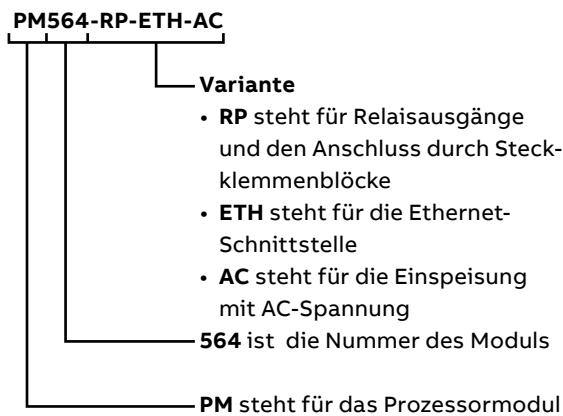 PM564-RP-ETH-AC
Variante
• RP steht für Relaisausgänge
und den Anschluss durch Steck-
klemmenblöcke
• ETH steht für die Ethernet-
Schnittstelle
• AC steht für die Einspeisung
mit AC-Spannung
564 ist die Nummer des Moduls
PM steht für das Prozessormodul